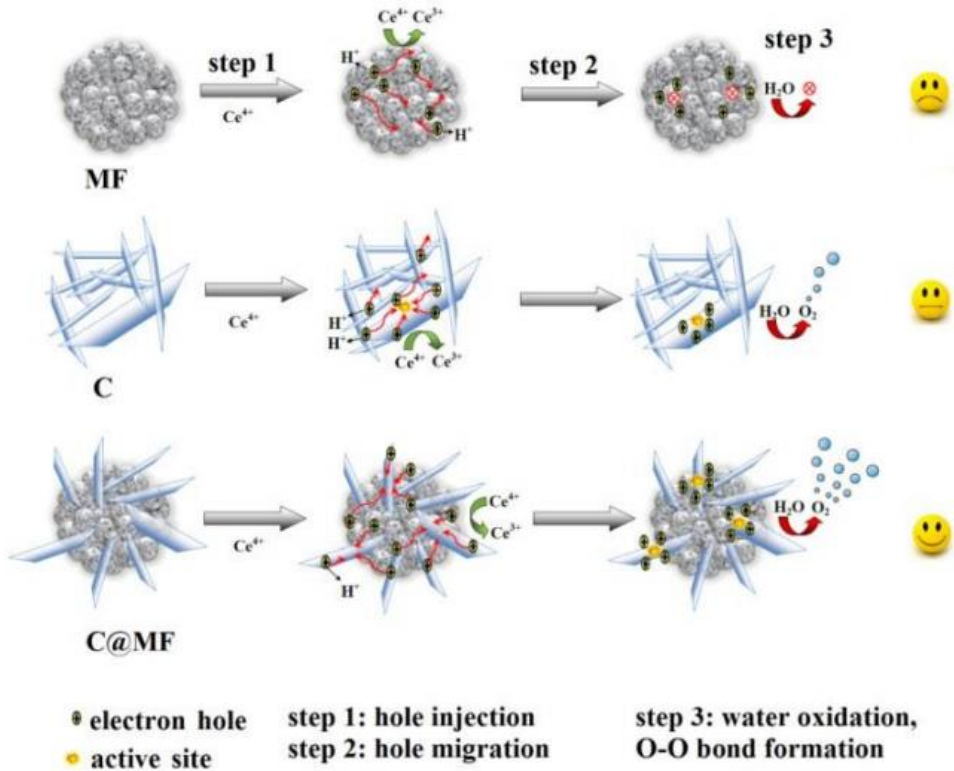 Ce⁴⁺ Ce³⁺
step 1
H⁺
step 2
step 3
Ce⁴⁺
H₂O
H⁺
MF
Ce⁴⁺
H⁺
H⁺
Ce⁴⁺ Ce³⁺
H₂O O₂
C
Ce⁴⁺
Ce⁴⁺
Ce³⁺
H⁺
H₂O O₂
C@MF
electron hole
active site
step 1: hole injection
step 2: hole migration
step 3: water oxidation,
O-O bond formation